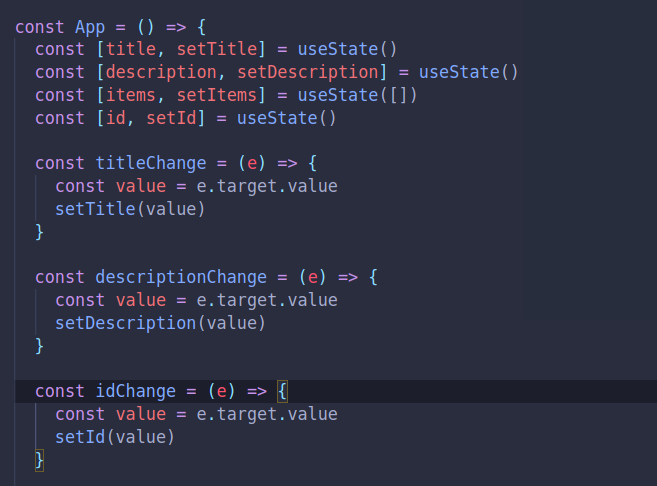 const App = () => {
const [title, setTitle] = useState()
const [description, setDescription] = useState()
const [items, setItems] = useState([])
const [id, setId] = useState()
const titleChange = (e) => {
const value = e.target.value
setTitle(value)
}
const descriptionChange = (e) => {
const value = e.target.value
setDescription(value)
}
const idChange = (e) => {
const value = e.target.value
setId(value)
}